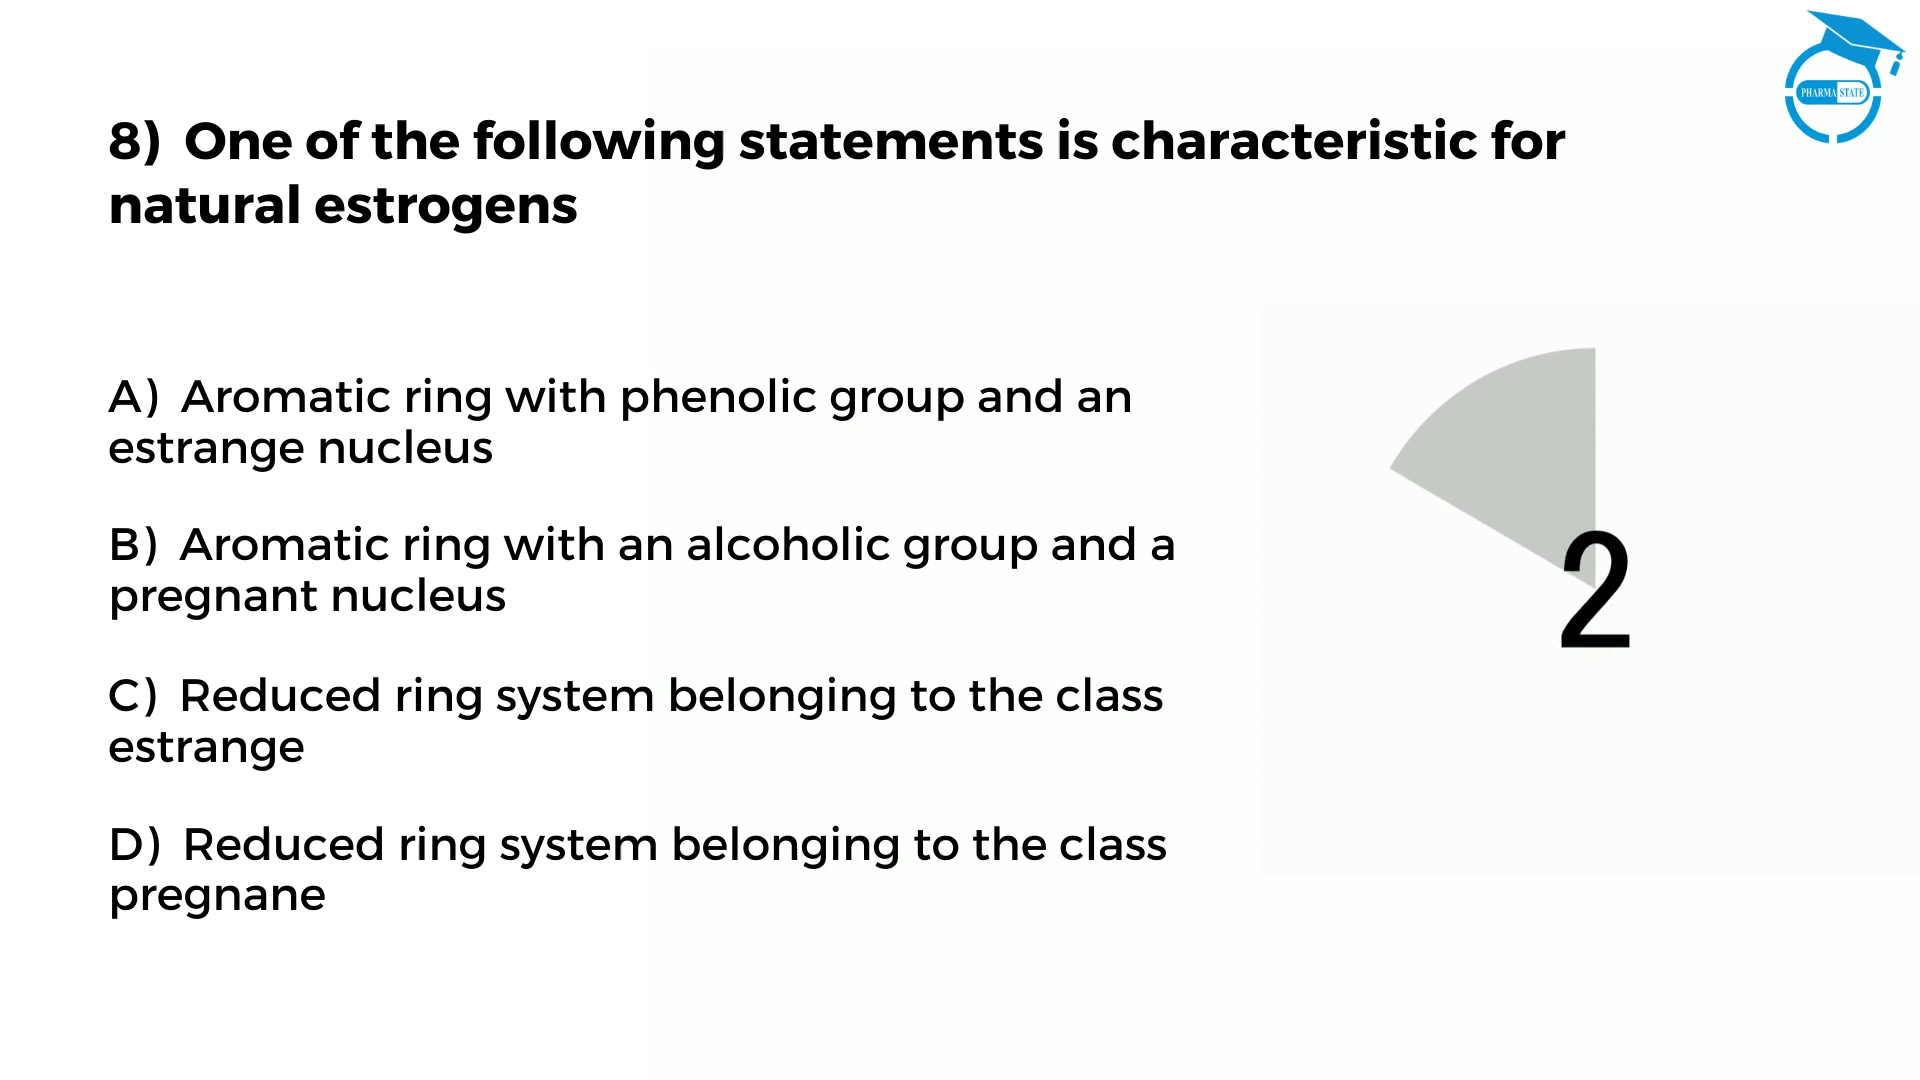 PHARMA STATE
8) One of the following statements is characteristic for
natural estrogens
A) Aromatic ring with phenolic group and an
estrange nucleus
B) Aromatic ring with an alcoholic group and a
pregnant nucleus
C) Reduced ring system belonging to the class
estrange
D) Reduced ring system belonging to the class
pregnane
2